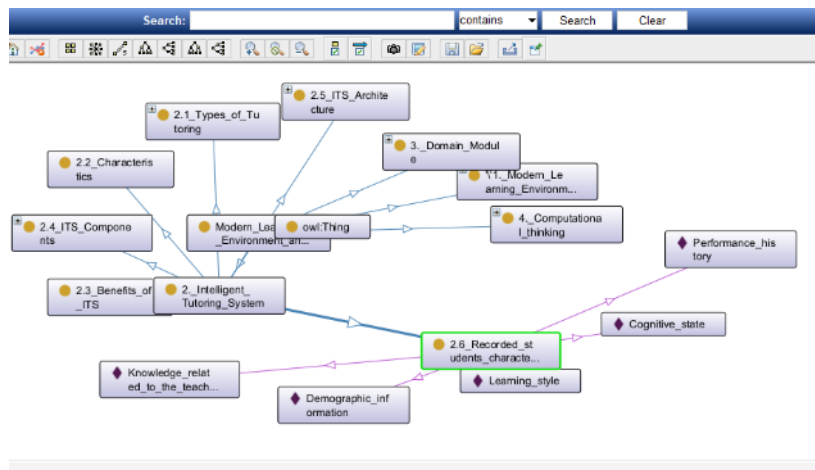 Search:
contains
Search
Clear
2.5_ITS_Archite
cture
2.1_Types_of_Tu
toring
3._Domain_Modul
e
2.2_Characteris
tics
1._Modern_Le
arning_Environm...
4._Computationa
l_thinking
2.4_ITS_Compone
nts
Modern_Lea
_Environment_an...
owl:Thing
Performance_his
tory
2.3_Benefits_of
_ITS
2._Intelligent_
Tutoring_System
Cognitive_state
2.6_Recorded_st
udents_characte...
Knowledge_relat
ed_to_the_teach...
Learning_style
Demographic_inf
ormation